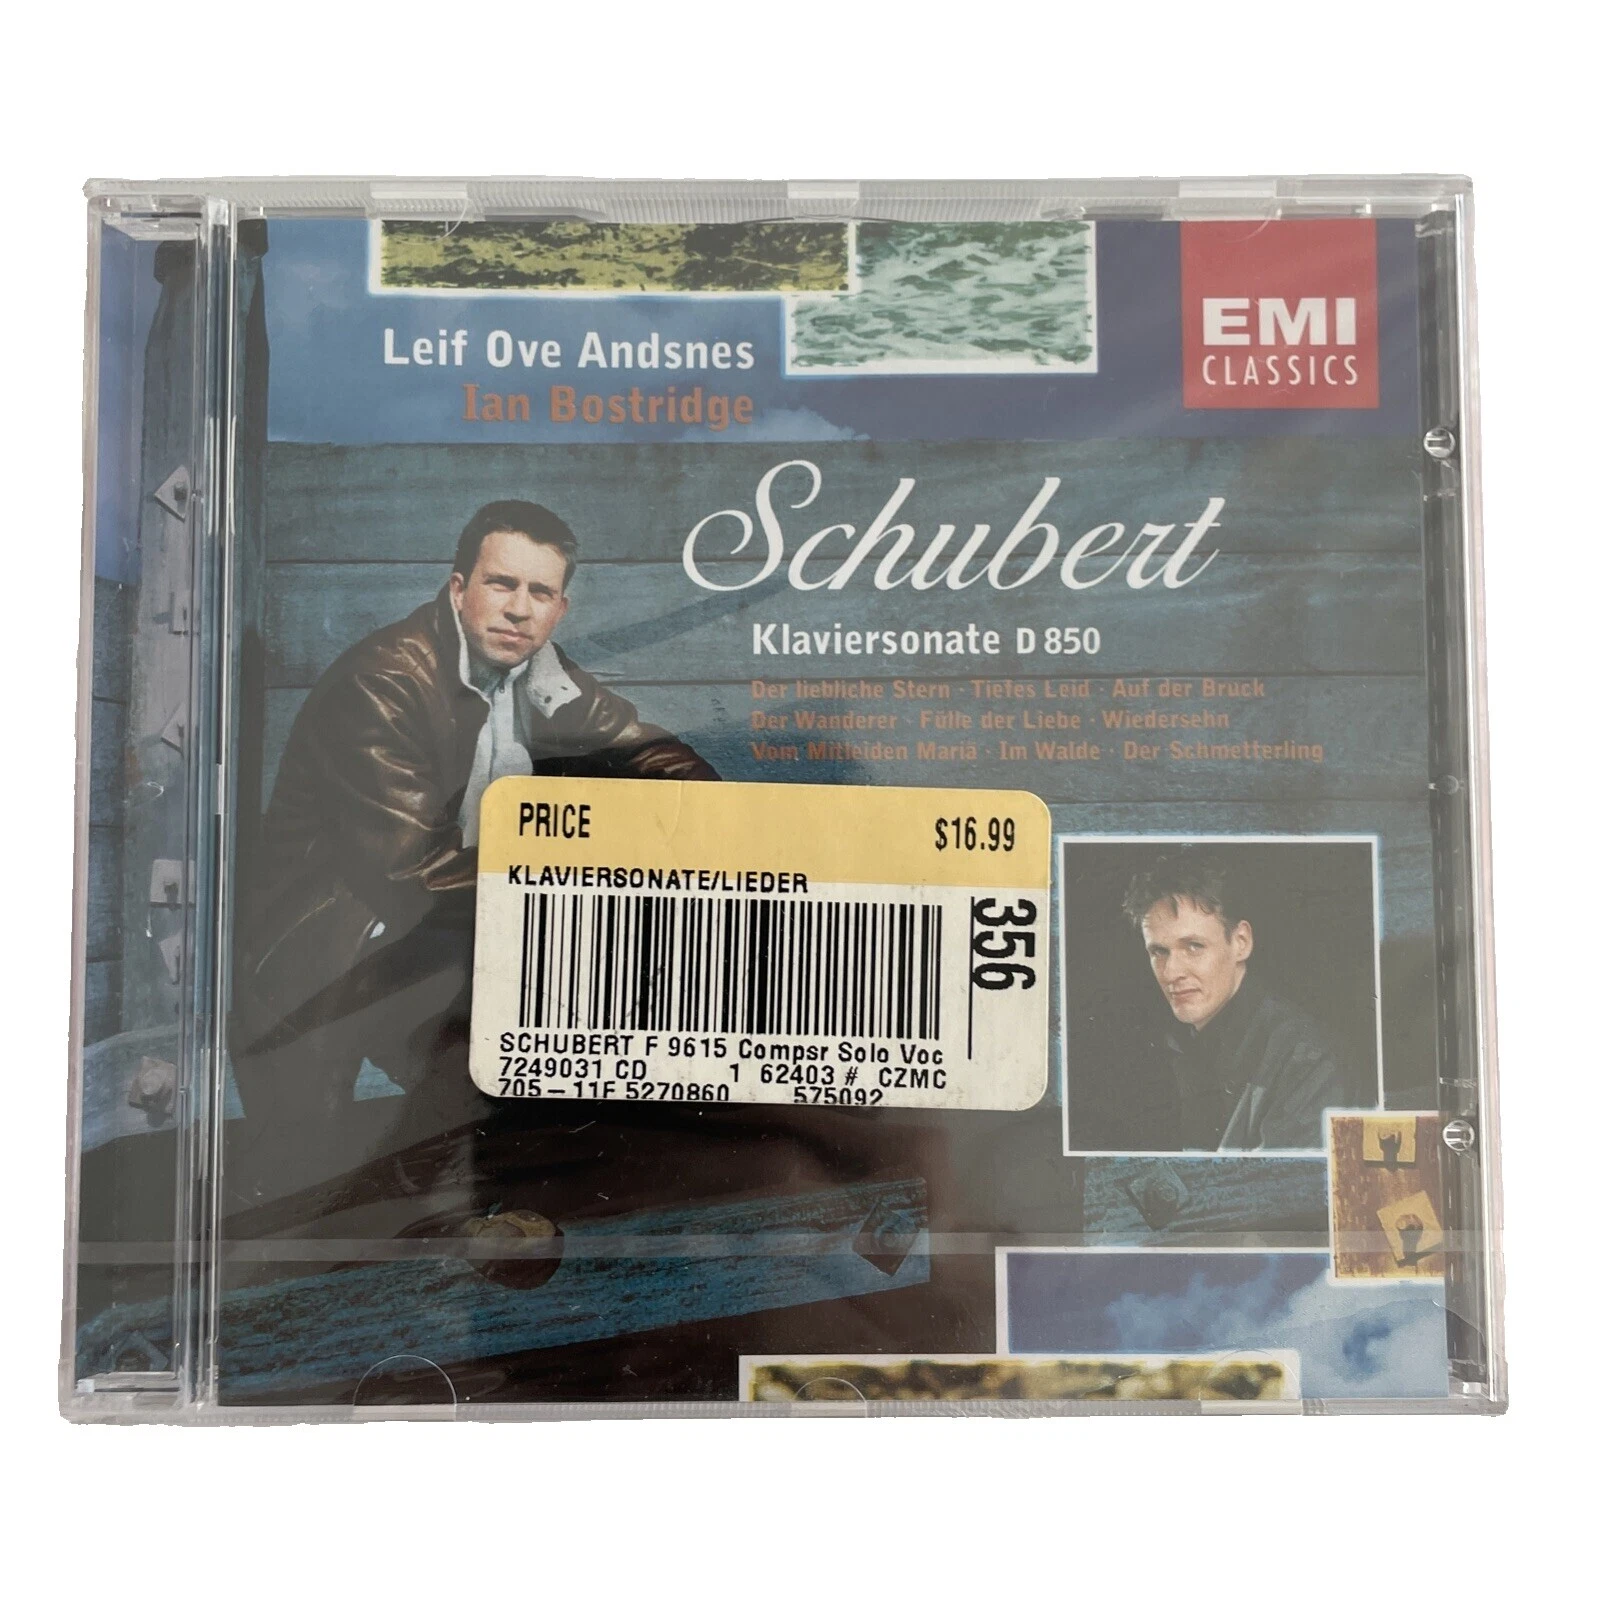 Leif Ove Andsnes
Ian Bostridge
EMI
CLASSICS
Schubert
Klaviersonate D 850
Der liebliche Stern · Tiefes Leid · Auf der Bruck
Der Wanderer · Fülle der Liebe · Wiedersehn
Vom Mitleiden Mariä · Im Walde · Der Schmetterling
PRICE $16.99
KLAVIERSONATE/LIEDER
356
SCHUBERT F 9615 Compsr Solo Voc
7249031 CD 1 62403 # CZMC
705-11F 5270860 575092